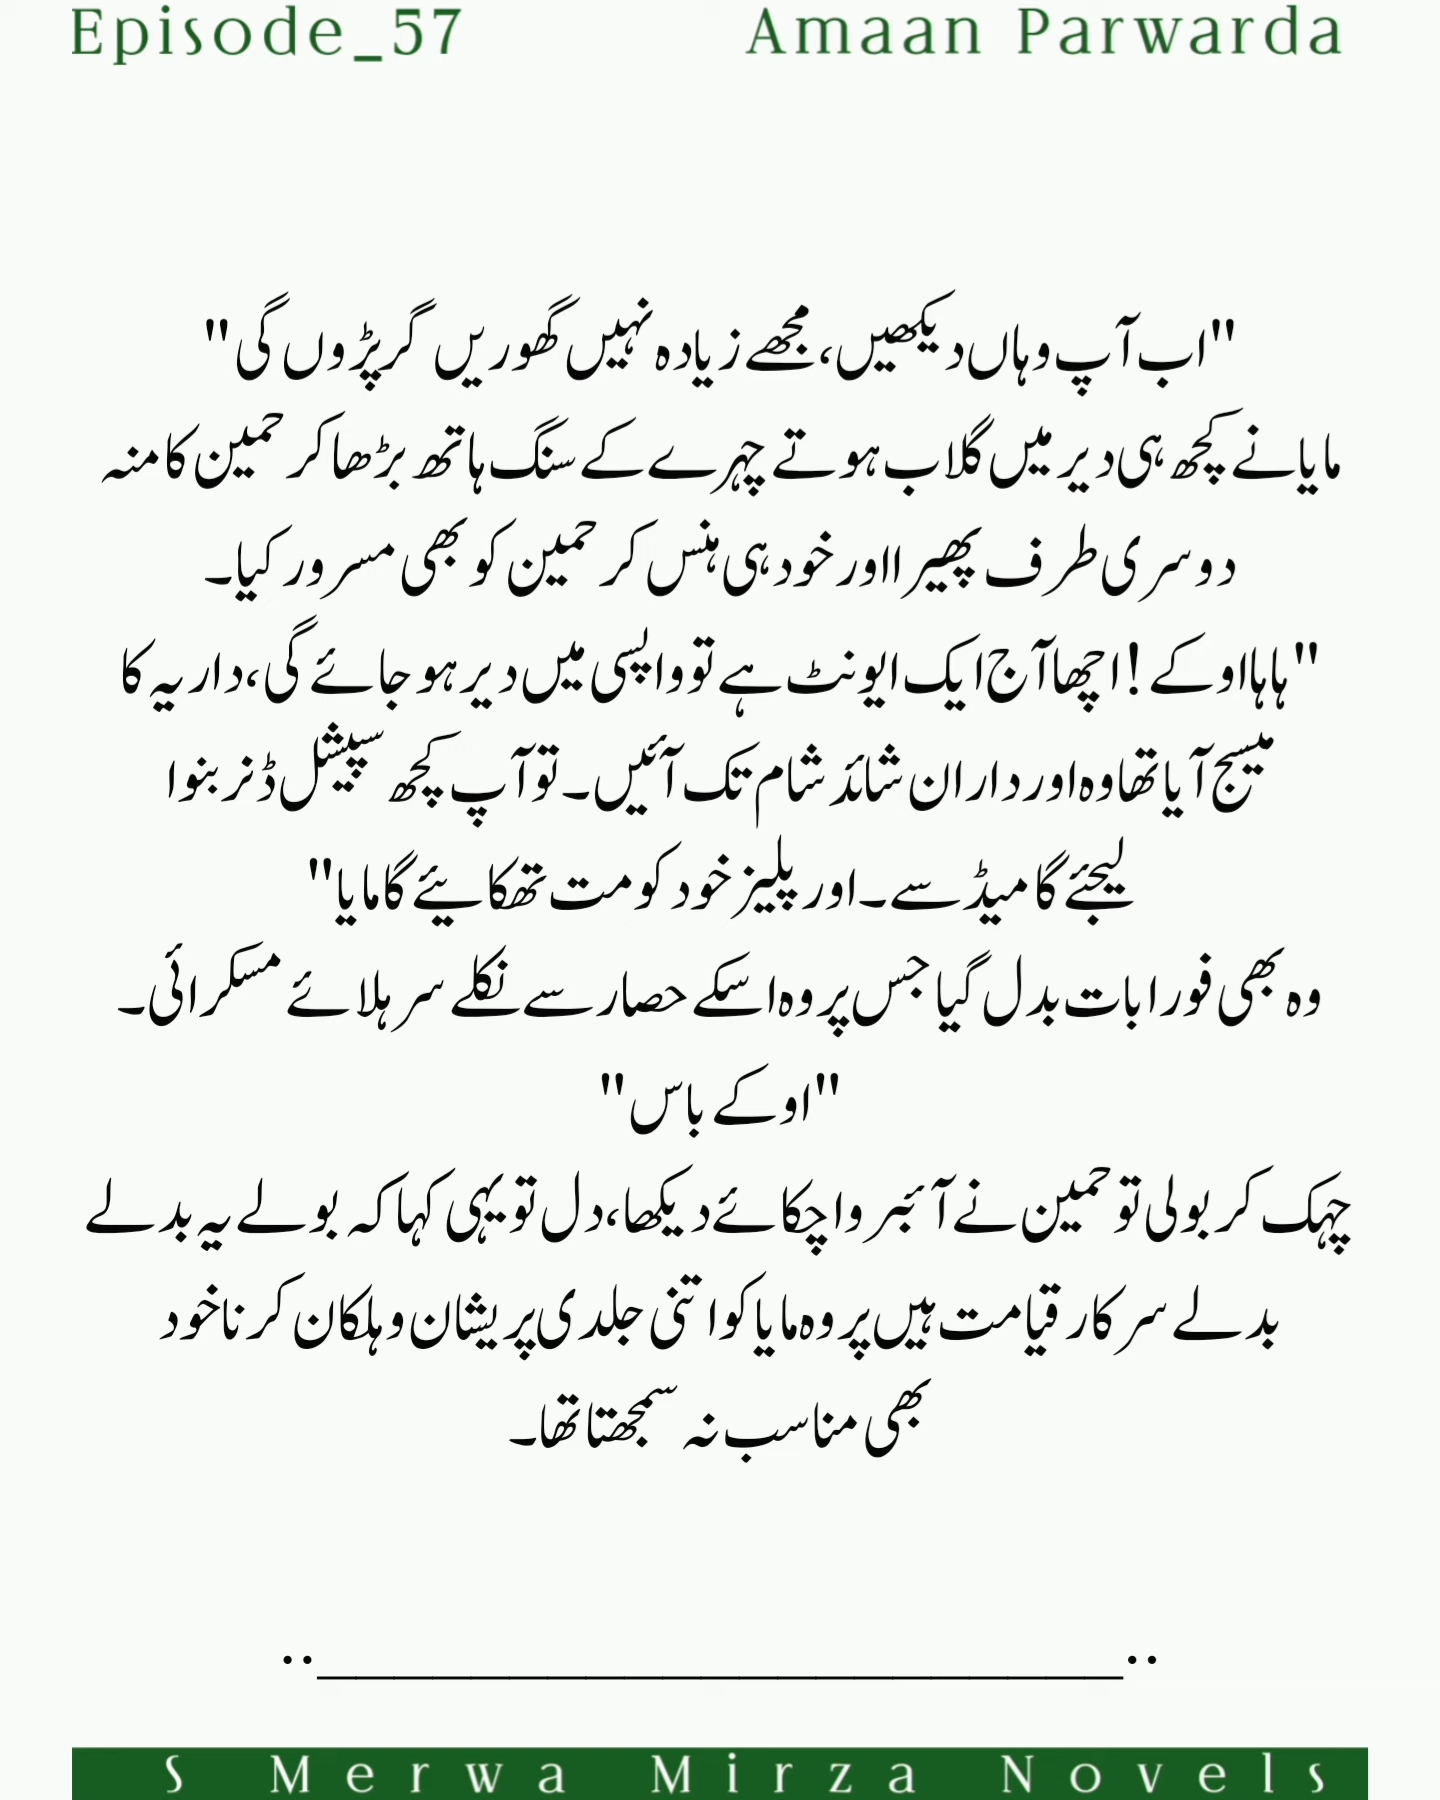 Episode_57 Amaan Parwarda
"اب آپ وہاں دیکھیں، مجھے زیادہ نہیں گھوریں گر پڑوں گی"
مایا نے کچھ ہی دیر میں گلاب ہوتے چہرے کے سنگ ہاتھ بڑھا کر حمین کا منہ
دوسری طرف پھیرا اور خود ہی ہنس کر حمین کو بھی مسرور کیا۔
"ہاہا اوکے! اچھا آج ایک ایونٹ ہے تو واپسی میں دیر ہو جائے گی، داریہ کا
میسج آیا تھا وہ اور داران شائد شام تک آئیں۔ تو آپ کچھ سپیشل ڈنر بنوا
لیجئے گا میڈ سے۔ اور پلیز خود کو مت تھکایئے گا مایا"
وہ بھی فورا بات بدل گیا جس پر وہ اسکے حصار سے نکلے سر ہلائے مسکرائی۔
"اوکے باس"
چہک کر بولی تو حمین نے آئبرو اچکائے دیکھا، دل تو یہی کہا کہ بولے یہ بدلے
بدلے سرکار قیامت ہیں پر وہ مایا کو اتنی جلدی پریشان و ہلکان کرنا خود
بھی مناسب نہ سمجھتا تھا۔
..______________________..
S Merwa Mirza Novels